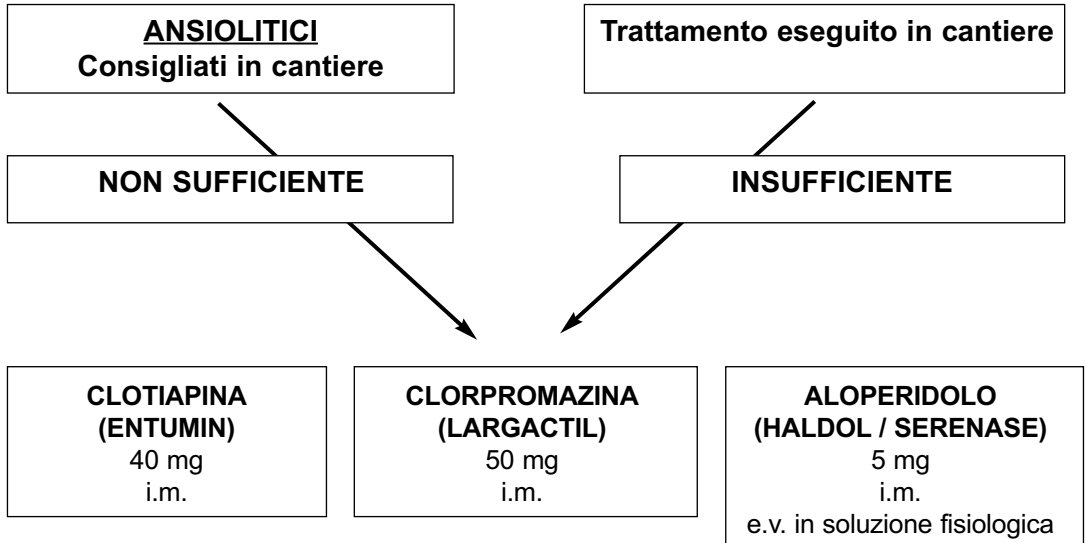 ANSIOLITICI
Consigliati in cantiere
Trattamento eseguito in cantiere
NON SUFFICIENTE
INSUFFICIENTE
CLOTIAPINA
(ENTUMIN)
40 mg
i.m.
CLORPROMAZINA
(LARGACTIL)
50 mg
i.m.
ALOPERIDOLO
(HALDOL / SERENASE)
5 mg
i.m.
e.v. in soluzione fisiologica